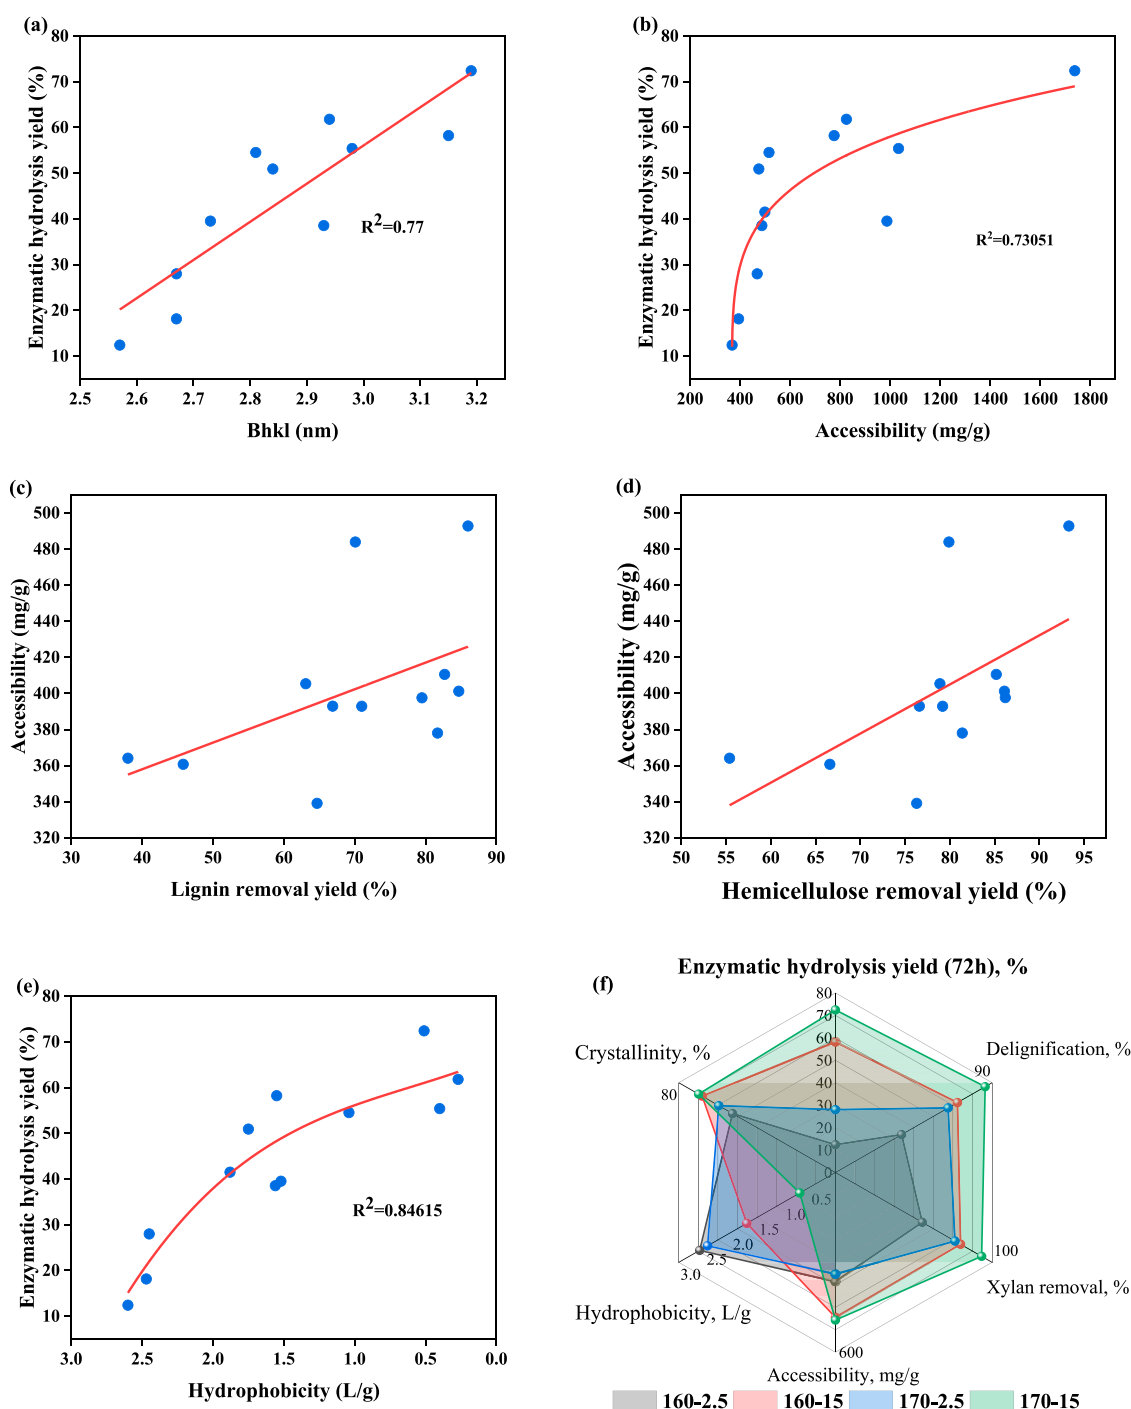 (a)
Enzymatic hydrolysis yield (%)
80
70
60
50
40
30
20
10
2.5 2.6 2.7 2.8 2.9 3.0 3.1 3.2
Bhkl (nm)
R2=0.77
(b)
Enzymatic hydrolysis yield (%)
80
70
60
50
40
30
20
10
200 400 600 800 1000 1200 1400 1600 1800
Accessibility (mg/g)
R2=0.73051
(c)
Accessibility (mg/g)
500
480
460
440
420
400
380
360
340
320
30 40 50 60 70 80 90
Lignin removal yield (%)
(d)
Accessibility (mg/g)
500
480
460
440
420
400
380
360
340
320
50 55 60 65 70 75 80 85 90 95
Hemicellulose removal yield (%)
(e)
Enzymatic hydrolysis yield (%)
80
70
60
50
40
30
20
10
3.0 2.5 2.0 1.5 1.0 0.5 0.0
Hydrophobicity (L/g)
R2=0.84615
(f)
Enzymatic hydrolysis yield (72h), %
80
70
60
50
40
30
20
0
Crystallinity, %
80
Delignification, %
90
0.5
1.0
1.5
2.0
2.5
3.0
100
Xylan removal, %
Hydrophobicity, L/g
600
Accessibility, mg/g
160-2.5 160-15 170-2.5 170-15